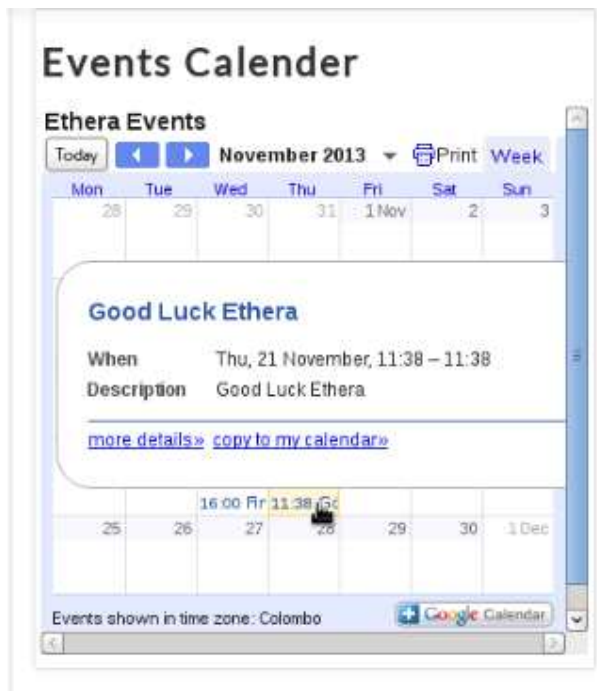 Events Calender
Ethera Events
Today November 2013 Print Week
Mon Tue Wed Thu Fri Sat Sun
28 29 30 31 1 Nov 2 3
Good Luck Ethera
When Thu, 21 November, 11:38 – 11:38
Description Good Luck Ethera
more details» copy to my calendar»
16:00 Fir 11:38 Go
25 26 27 28 29 30 1 Dec
Events shown in time zone: Colombo Google Calendar